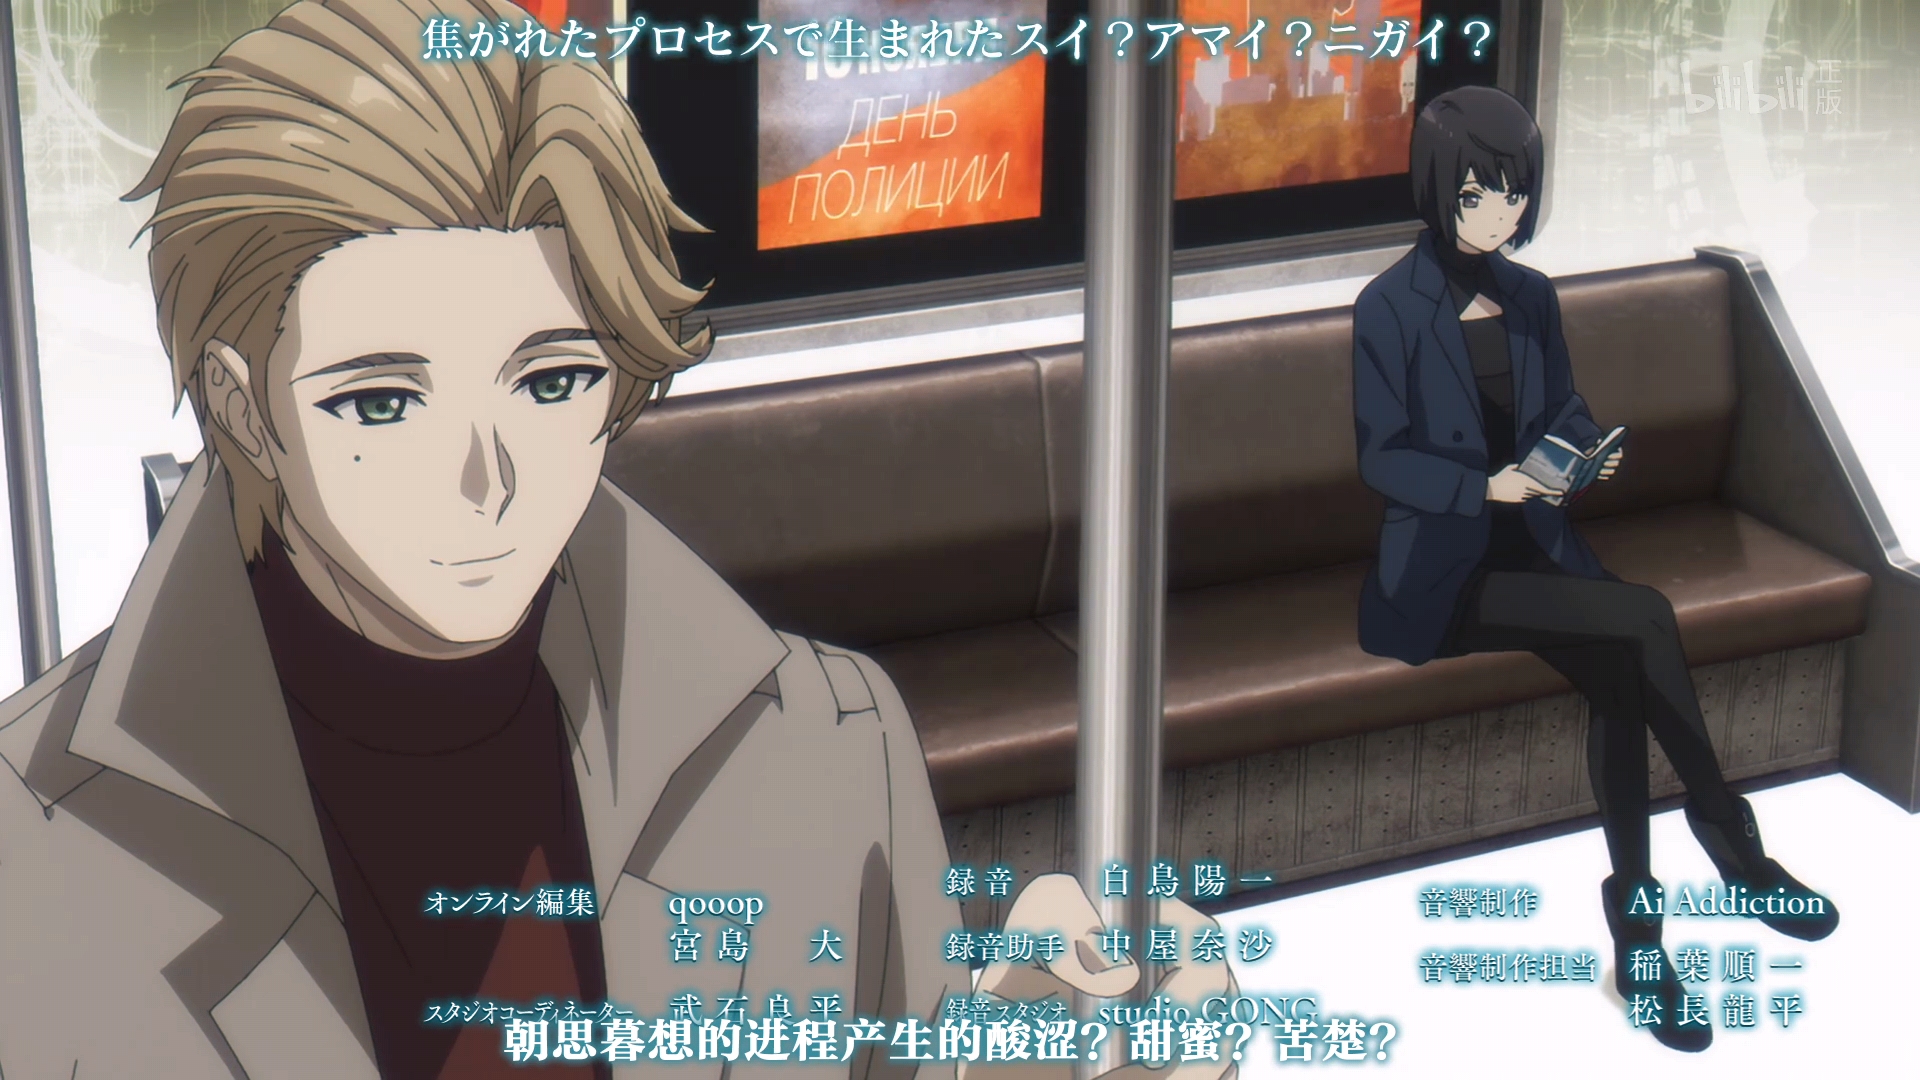 焦がれたプロセスで生まれたスイ？アマイ？ニガイ？
bilibili 正版
ДЕНЬ
ПОЛИЦИИ
オンライン編集 qooop
宮島 大
スタジオコーディネーター 武石良平
録音 白鳥陽一
録音助手 中屋奈沙
録音スタジオ studio GONG
音響制作 Ai Addiction
音響制作担当 稲葉順一
松長龍平
朝思暮想的进程产生的酸涩？甜蜜？苦楚？